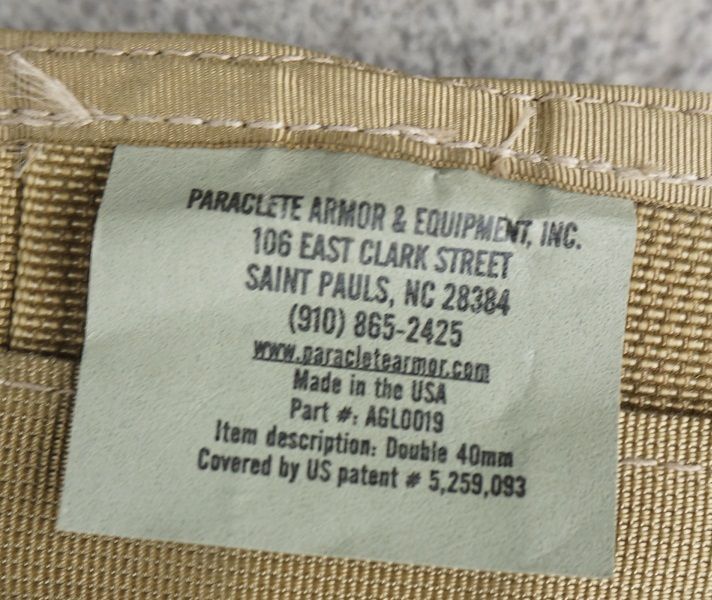 PARACLETE ARMOR & EQUIPMENT, INC.
106 EAST CLARK STREET
SAINT PAULS, NC 28384
(910) 865-2425
www.paracletearmor.com
Made in the USA
Part #: AGL0019
Item description: Double 40mm
Covered by US patent # 5,259,093